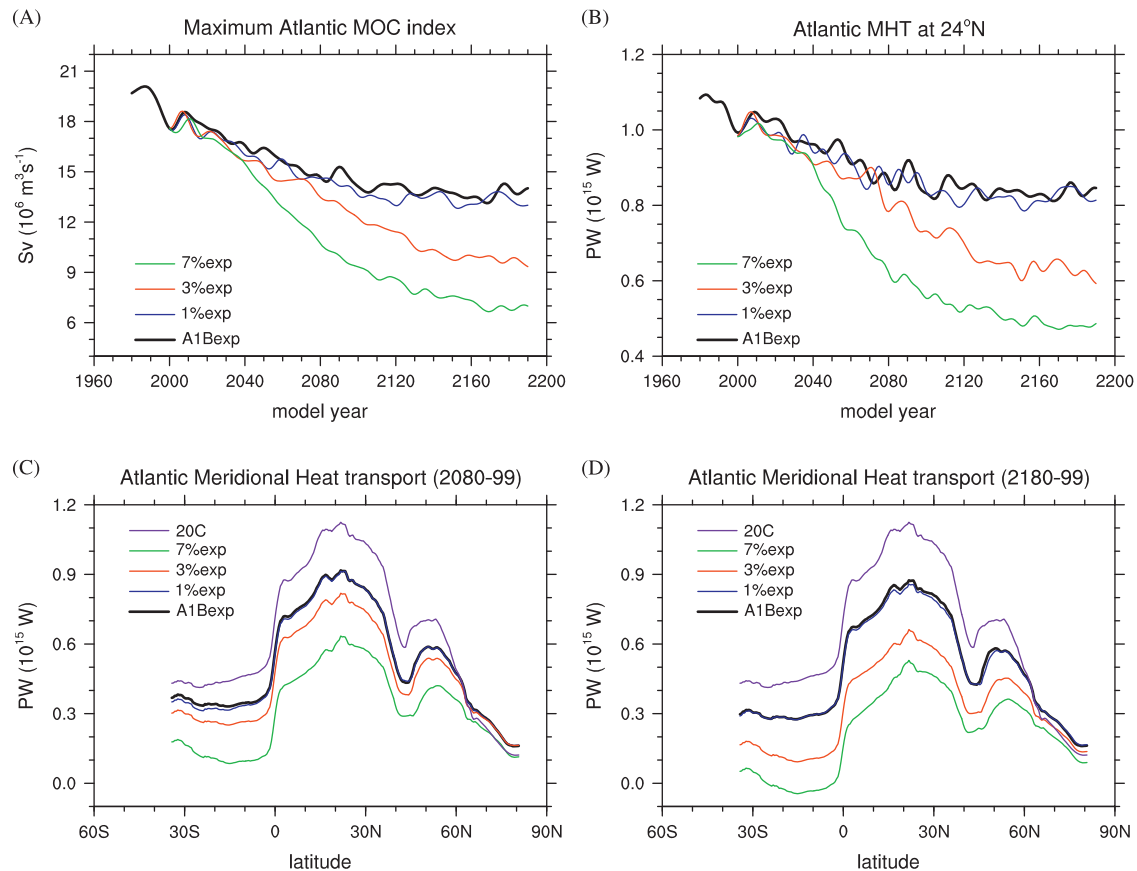 (A)
Maximum Atlantic MOC index
21
18
15
12
9
6
Sv (10⁶ m³s⁻¹)
7%exp
3%exp
1%exp
A1Bexp
1960 2000 2040 2080 2120 2160 2200
model year
(B)
Atlantic MHT at 24°N
1.2
1.0
0.8
0.6
0.4
PW (10¹⁵ W)
7%exp
3%exp
1%exp
A1Bexp
1960 2000 2040 2080 2120 2160 2200
model year
(C)
Atlantic Meridional Heat transport (2080-99)
1.2
0.9
0.6
0.3
0.0
PW (10¹⁵ W)
20C
7%exp
3%exp
1%exp
A1Bexp
60S 30S 0 30N 60N 90N
latitude
(D)
Atlantic Meridional Heat transport (2180-99)
1.2
0.9
0.6
0.3
0.0
PW (10¹⁵ W)
20C
7%exp
3%exp
1%exp
A1Bexp
60S 30S 0 30N 60N 90N
latitude